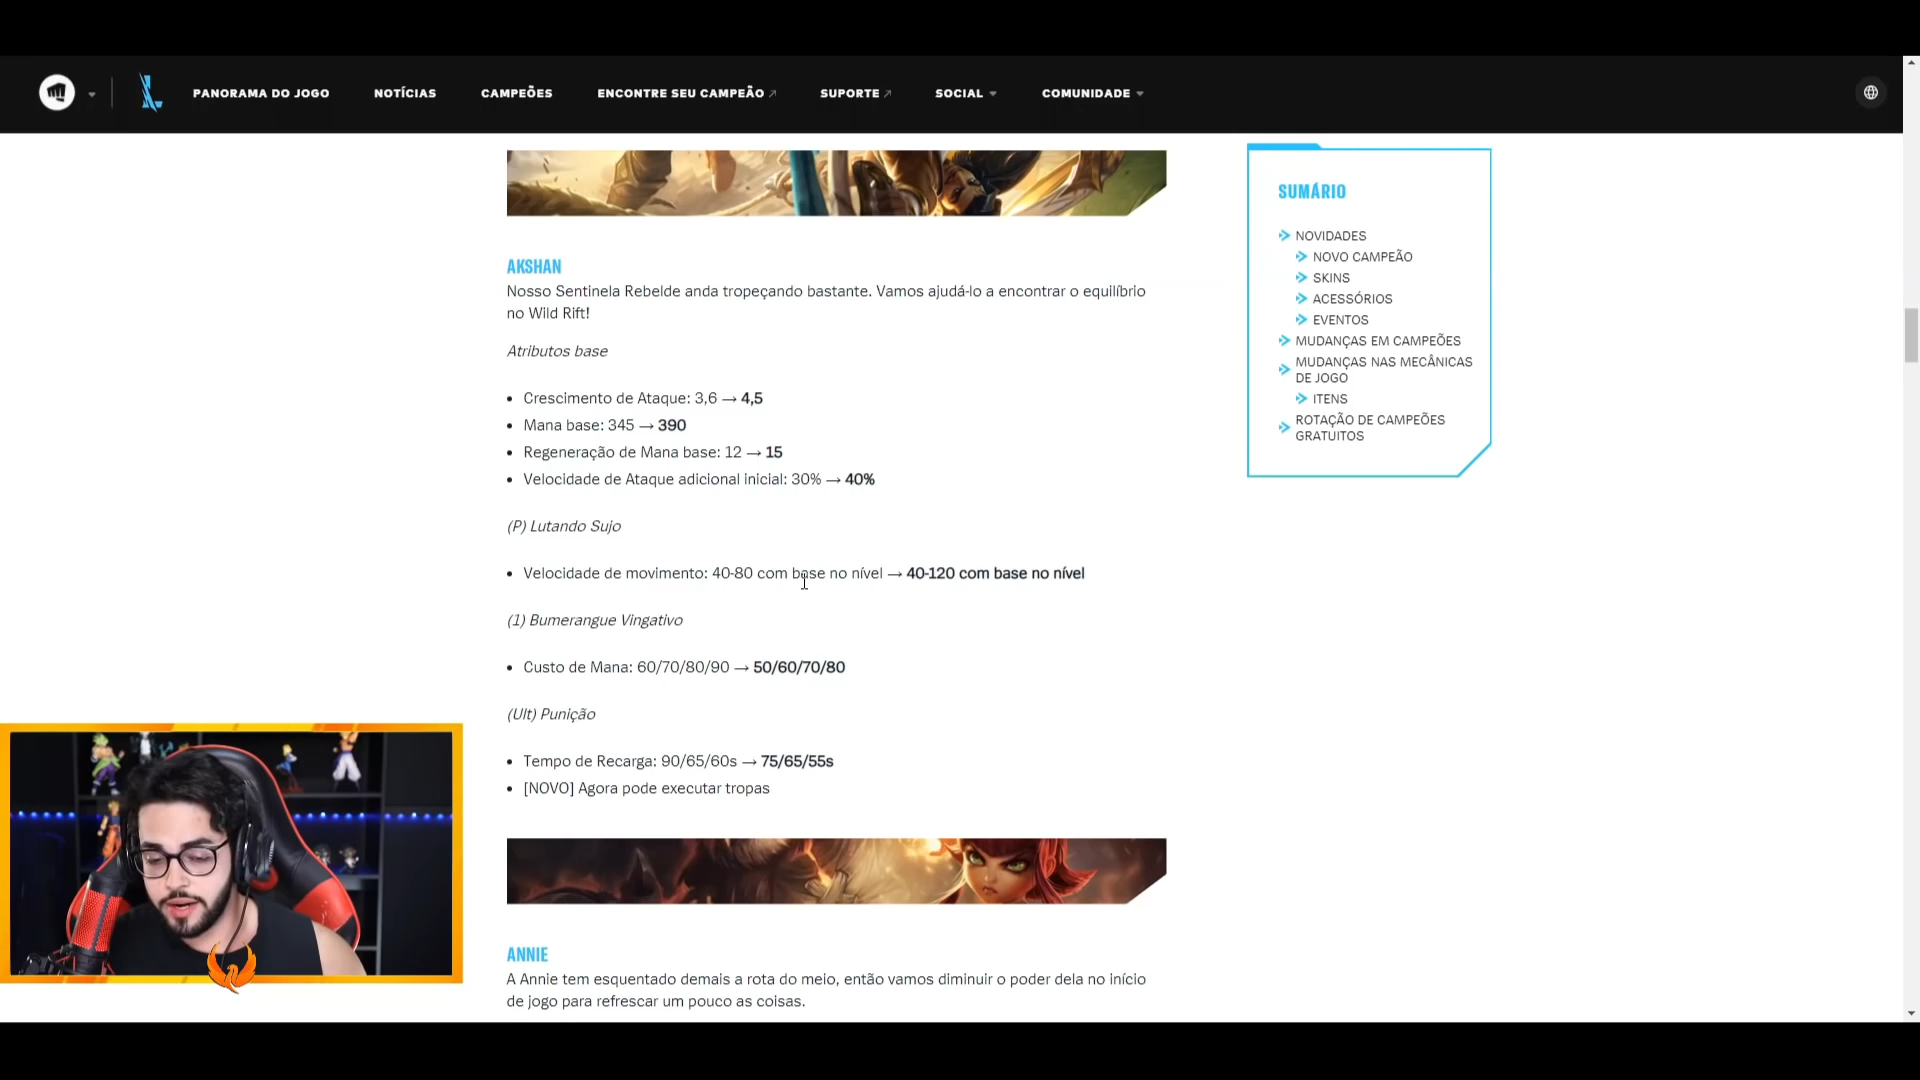 PANORAMA DO JOGO
NOTÍCIAS
CAMPEÕES
ENCONTRE SEU CAMPEÃO
SUPORTE
SOCIAL
COMUNIDADE
AKSHAN
Nosso Sentinela Rebelde anda tropeçando bastante. Vamos ajudá-lo a encontrar o equilíbrio
no Wild Rift!
Atributos base
Crescimento de Ataque: 3,6 → 4,5
Mana base: 345 → 390
Regeneração de Mana base: 12 → 15
Velocidade de Ataque adicional inicial: 30% → 40%
(P) Lutando Sujo
Velocidade de movimento: 40-80 com base no nível → 40-120 com base no nível
(1) Bumerangue Vingativo
Custo de Mana: 60/70/80/90 → 50/60/70/80
(Ult) Punição
Tempo de Recarga: 90/65/60s → 75/65/55s
[NOVO] Agora pode executar tropas
ANNIE
A Annie tem esquentado demais a rota do meio, então vamos diminuir o poder dela no início
de jogo para refrescar um pouco as coisas.
SUMÁRIO
NOVIDADES
NOVO CAMPEÃO
SKINS
ACESSÓRIOS
EVENTOS
MUDANÇAS EM CAMPEÕES
MUDANÇAS NAS MECÂNICAS
DE JOGO
ITENS
ROTAÇÃO DE CAMPEÕES
GRATUITOS